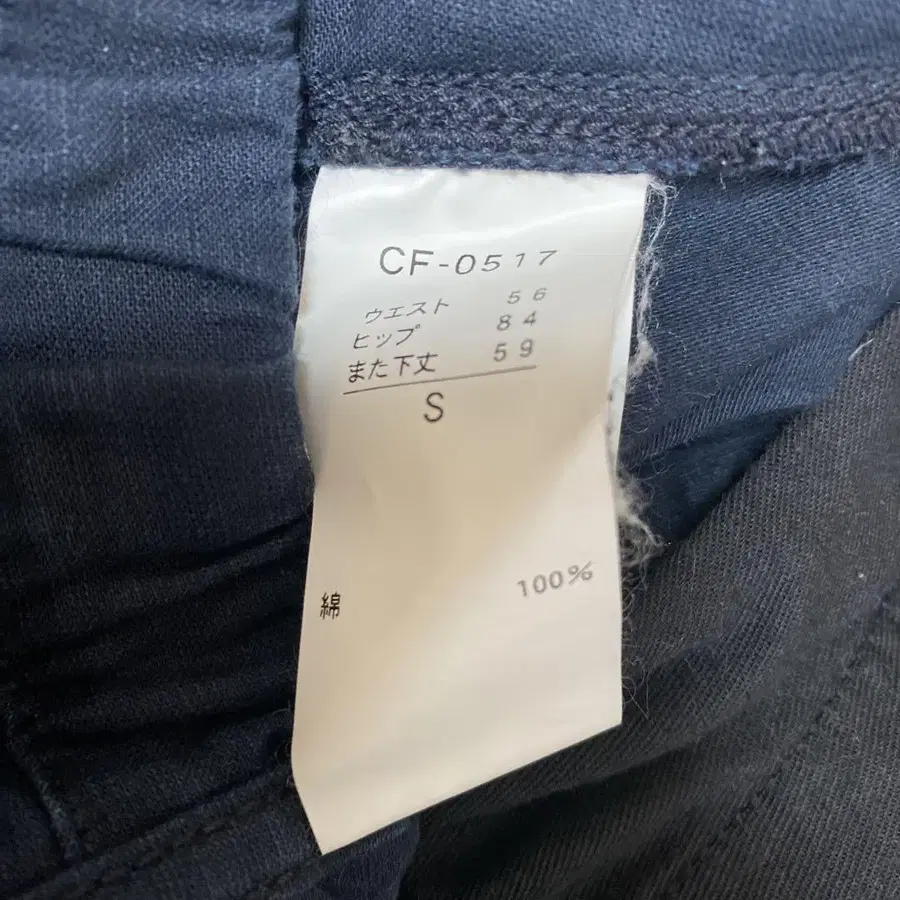 CF-0517
ウエスト 56
ヒップ 84
また下丈 59
S
綿 100%